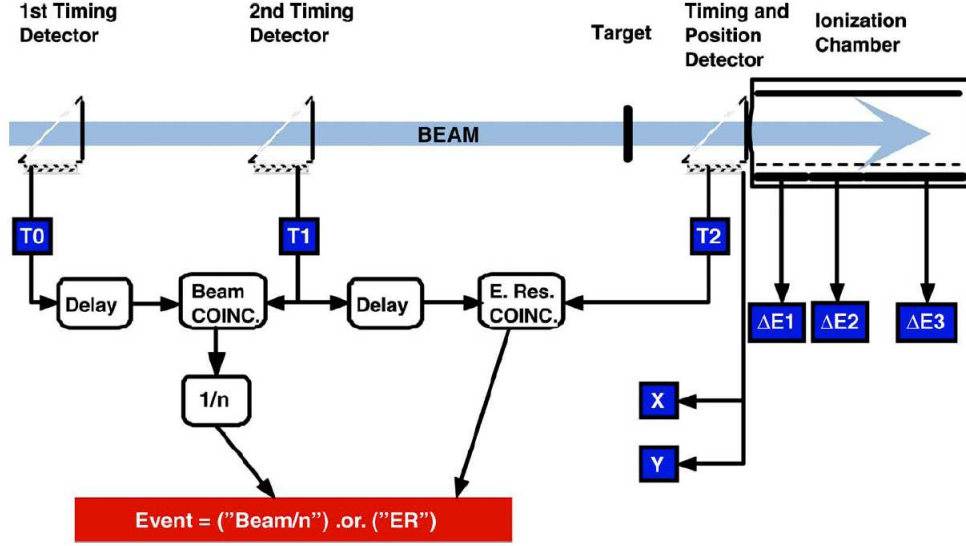 1st Timing
Detector
2nd Timing
Detector
Target
Timing and
Position
Detector
Ionization
Chamber
BEAM
T0
T1
T2
Delay
Beam
COINC.
Delay
E. Res.
COINC.
ΔE1
ΔE2
ΔE3
1/n
X
Y
Event = ("Beam/n") .or. ("ER")